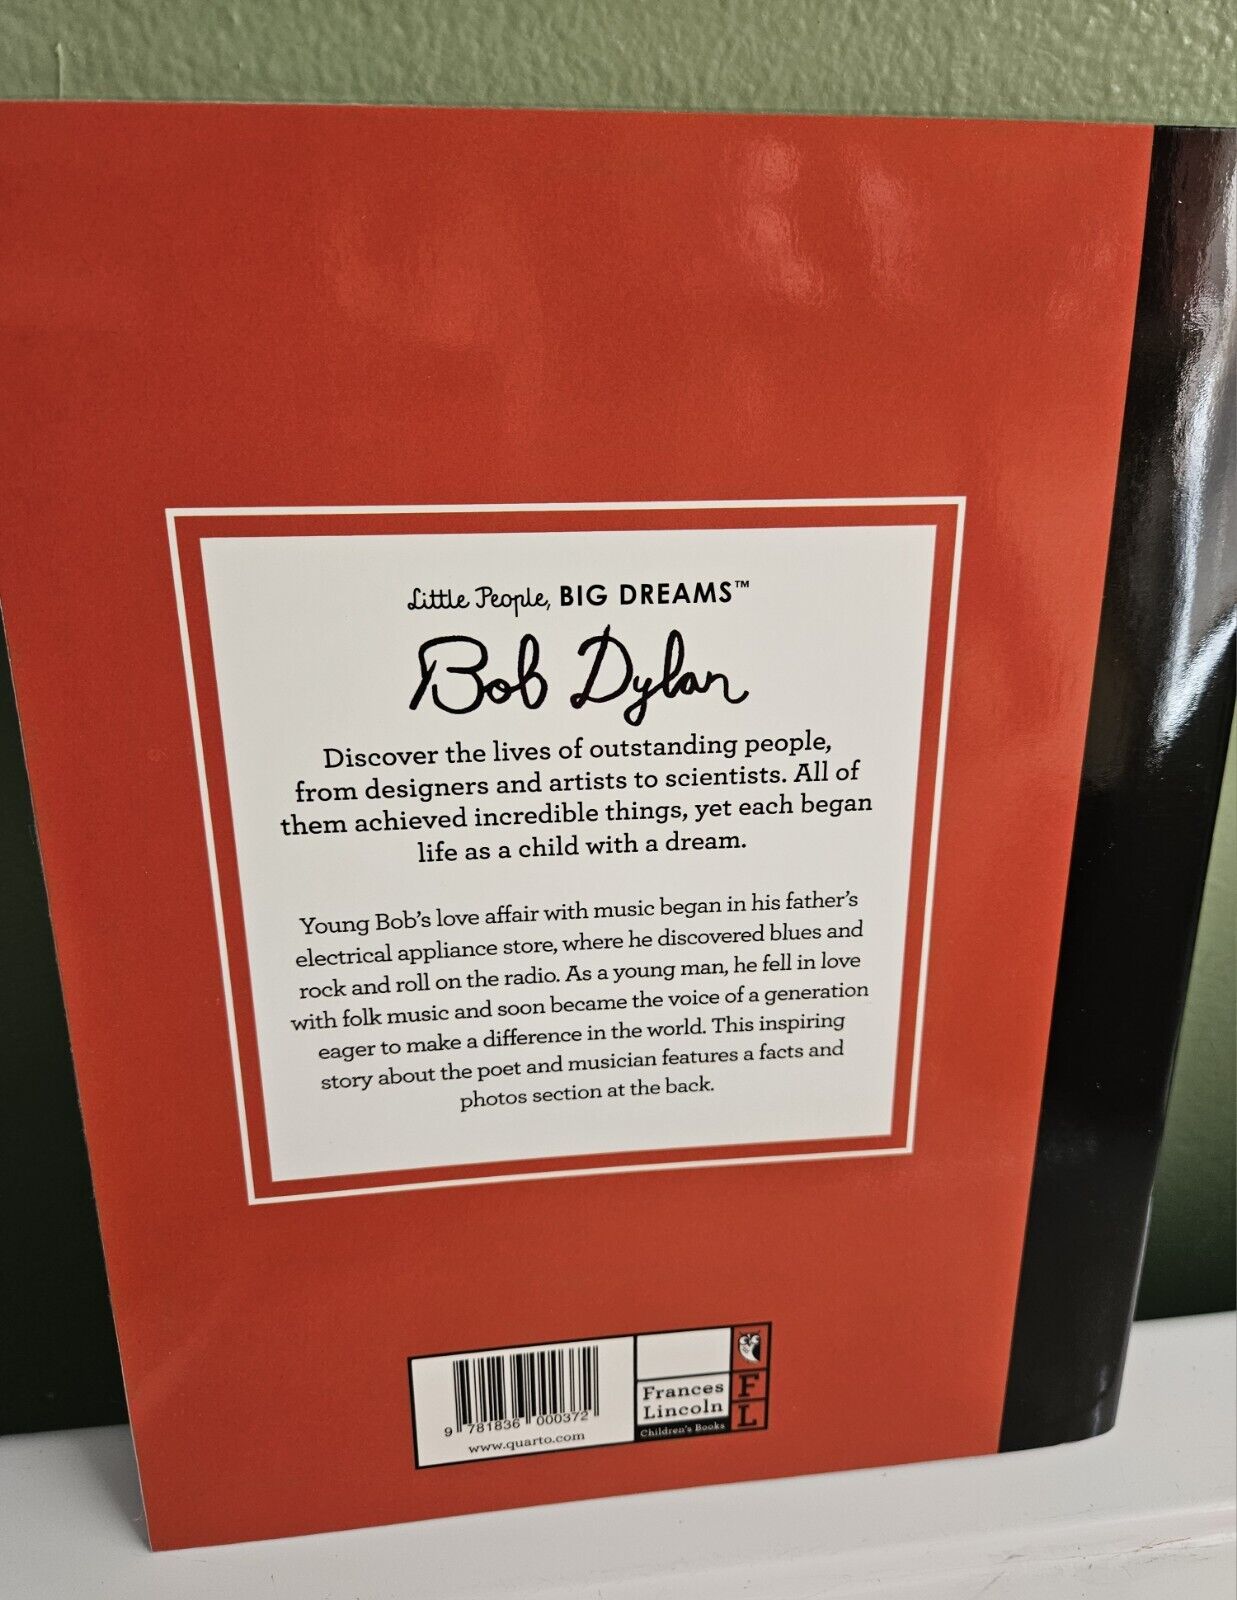 Little People, BIG DREAMS™
Bob Dylan
Discover the lives of outstanding people,
from designers and artists to scientists. All of
them achieved incredible things, yet each began
life as a child with a dream.
Young Bob's love affair with music began in his father's
electrical appliance store, where he discovered blues and
rock and roll on the radio. As a young man, he fell in love
with folk music and soon became the voice of a generation
eager to make a difference in the world. This inspiring
story about the poet and musician features a facts and
photos section at the back.
9 781836 000372
www.quarto.com
Frances
Lincoln
Children's Books
F
L